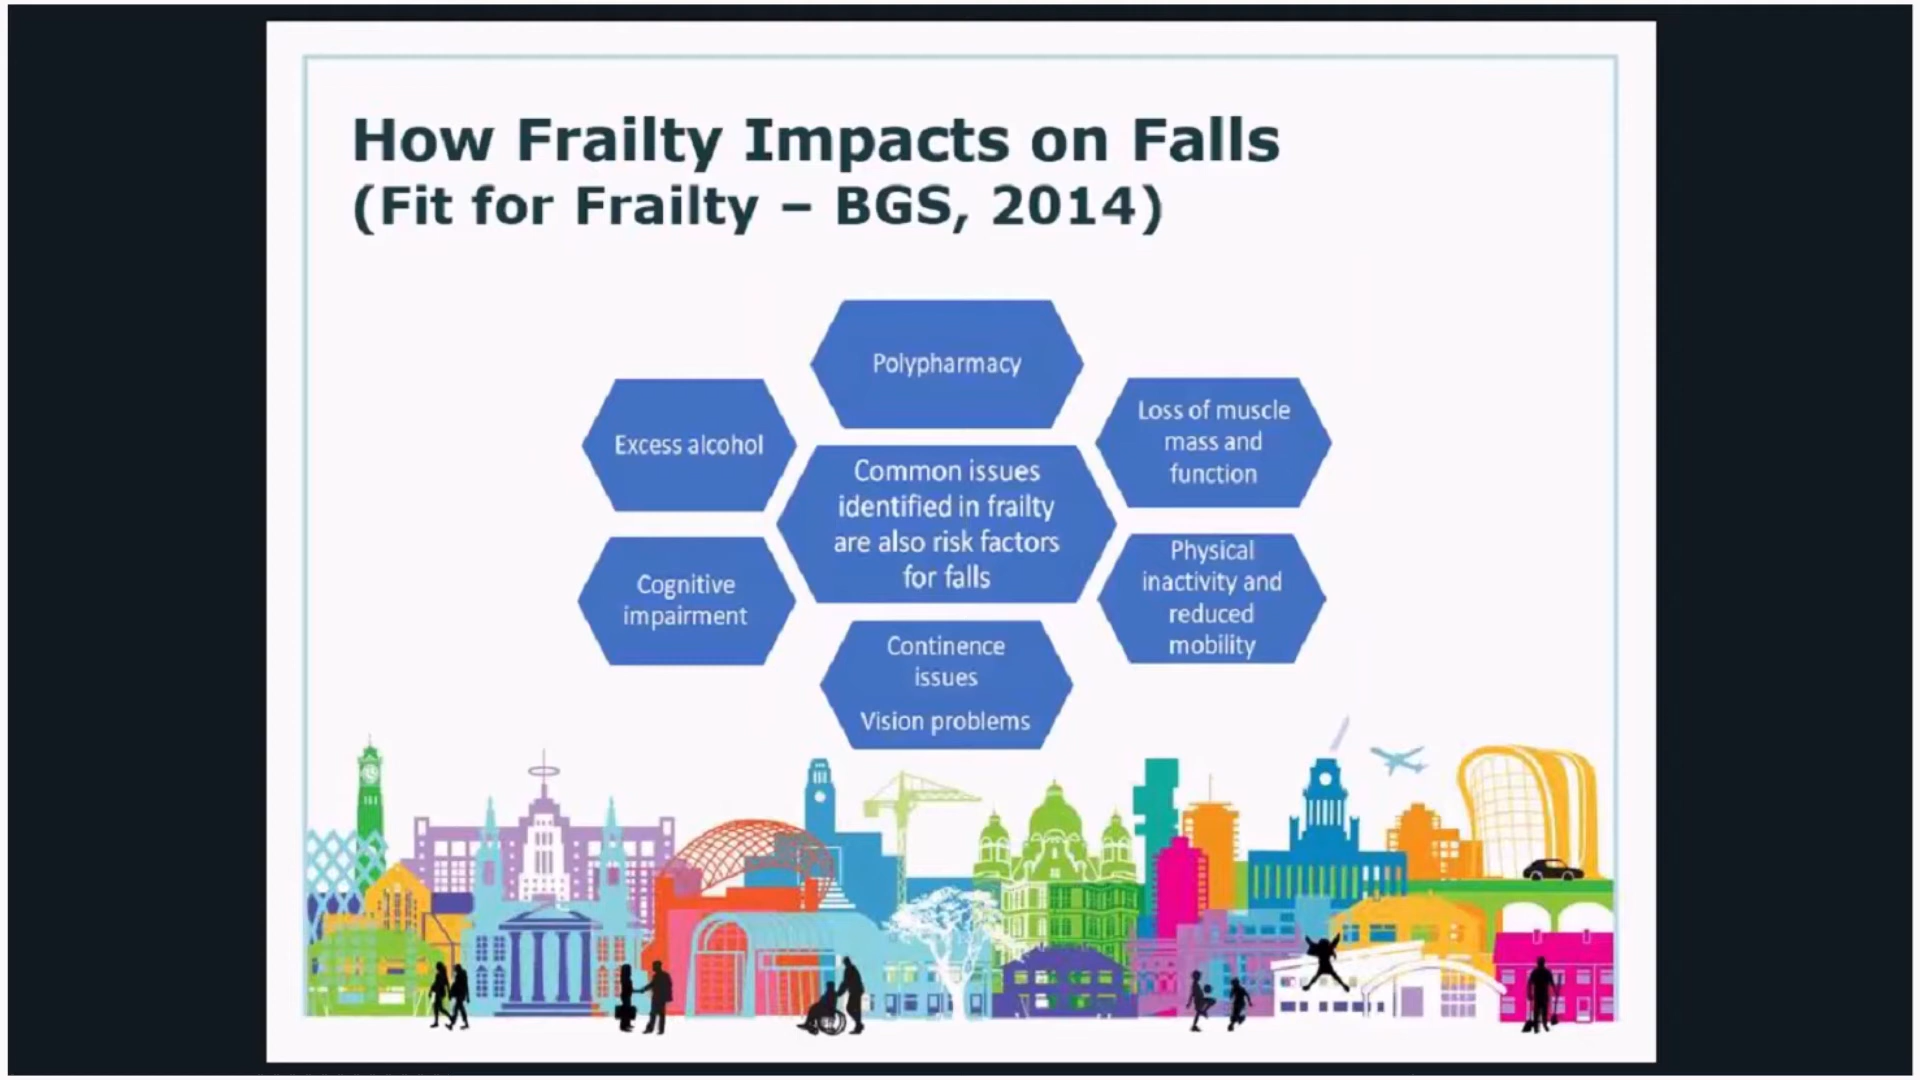 How Frailty Impacts on Falls
(Fit for Frailty – BGS, 2014)
Polypharmacy
Excess alcohol
Loss of muscle
mass and
function
Common issues
identified in frailty
are also risk factors
for falls
Cognitive
impairment
Physical
inactivity and
reduced
mobility
Continence
issues
Vision problems